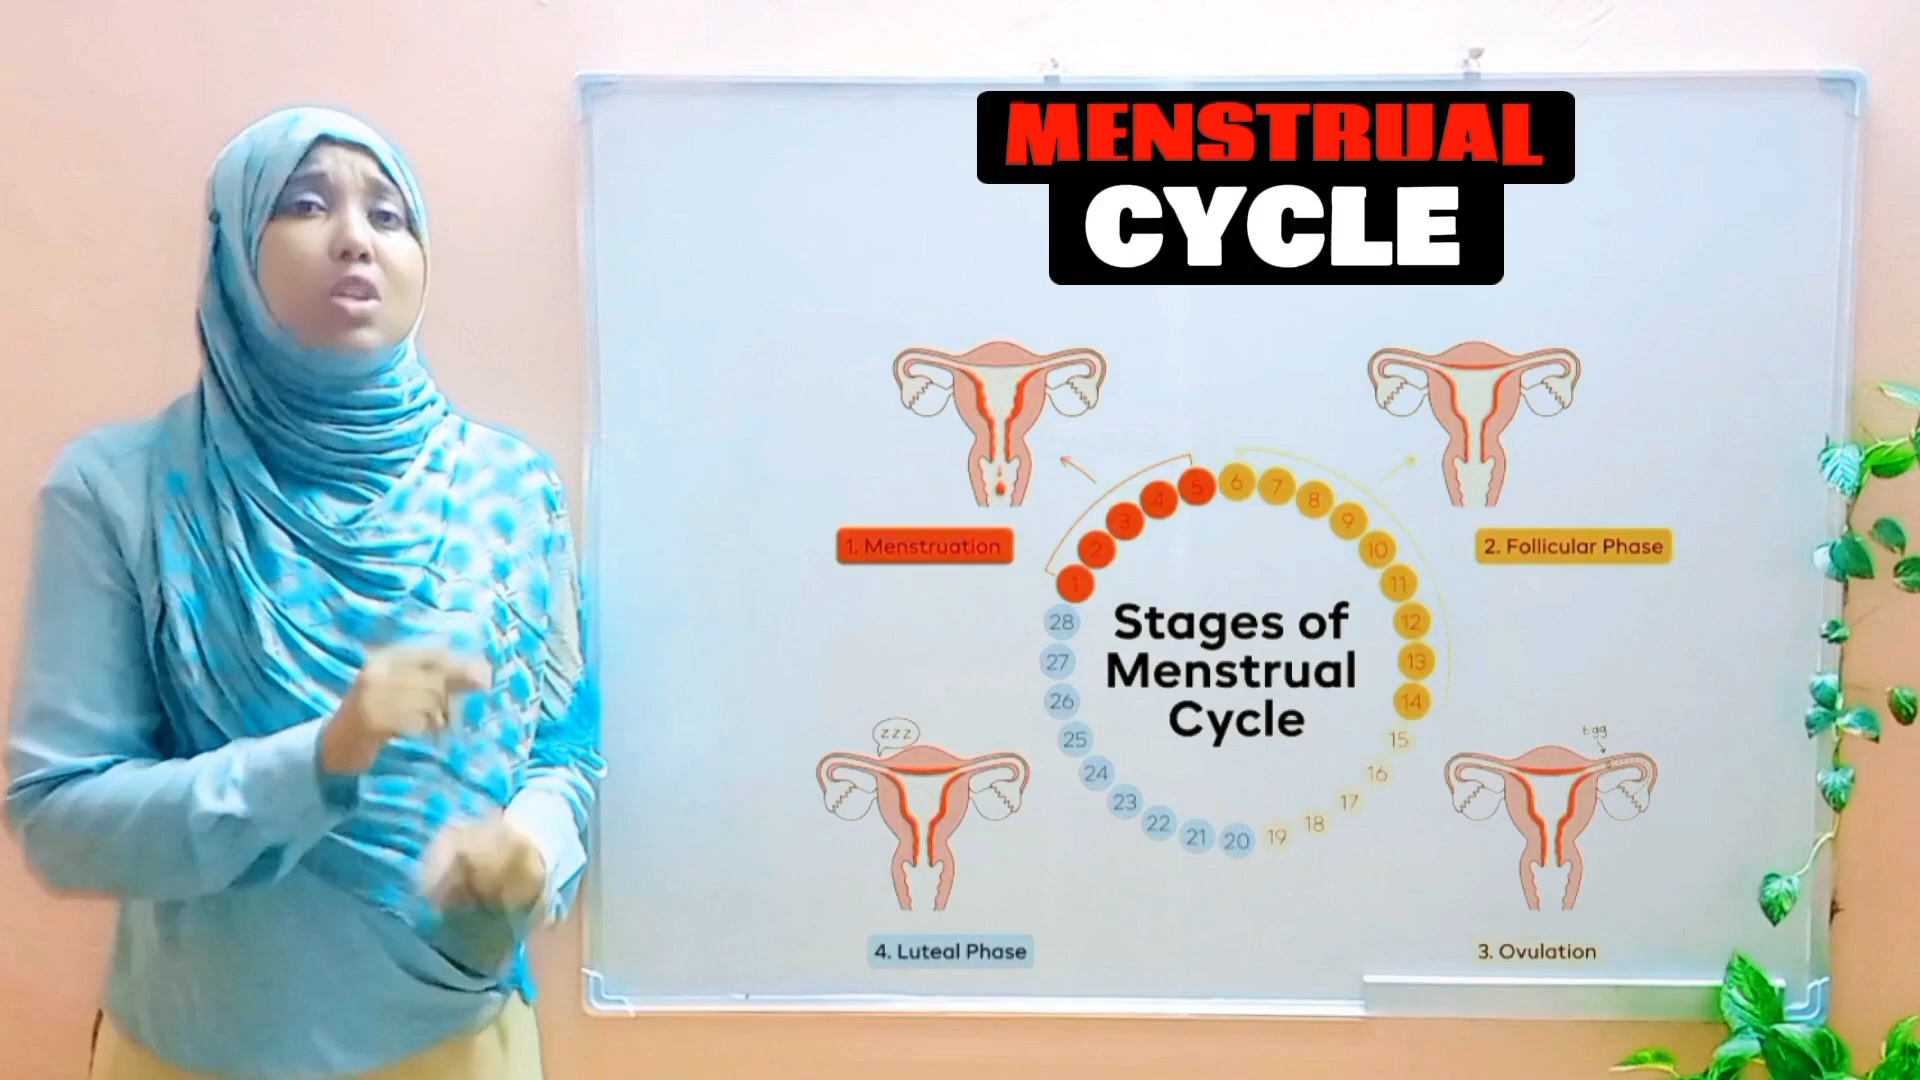 MENSTRUAL
CYCLE
1. Menstruation
2. Follicular Phase
1
2
3
4
5
6
7
8
9
10
11
12
13
14
15
16
17
18
19
20
21
22
23
24
25
26
27
28
Stages of
Menstrual
Cycle
zzz
Egg
4. Luteal Phase
3. Ovulation